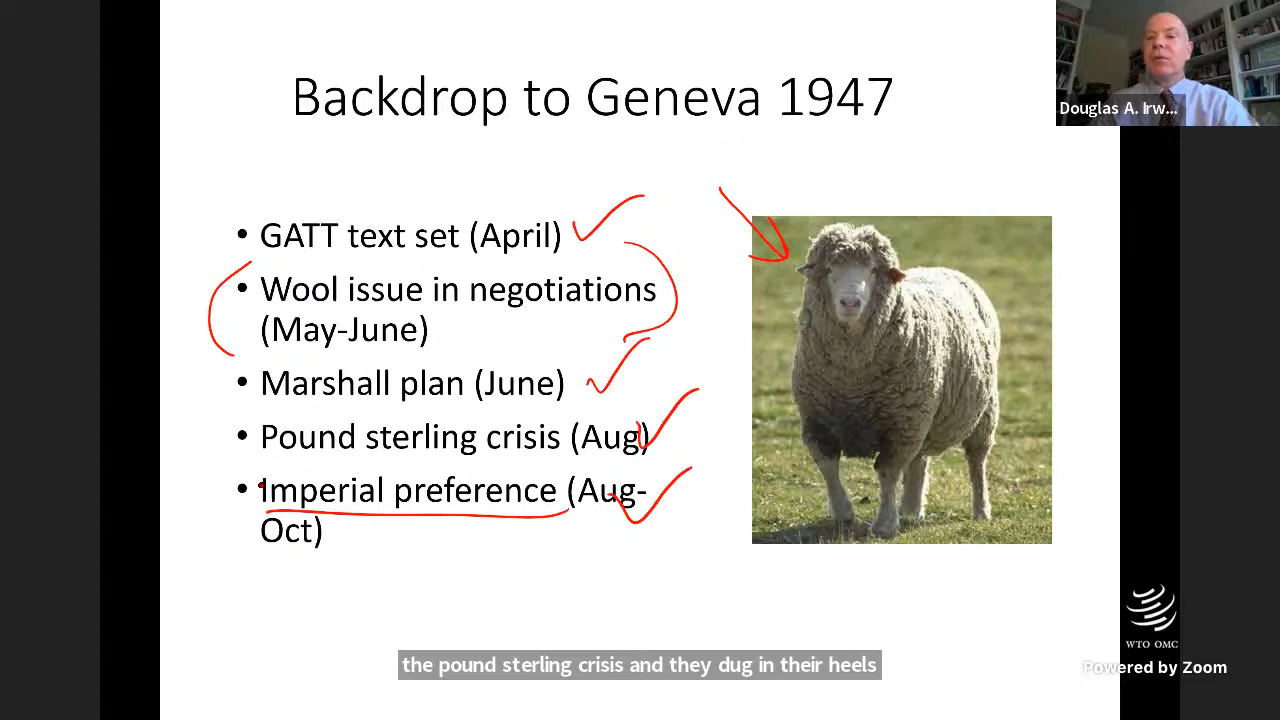 Backdrop to Geneva 1947
Douglas A. Irw...
• GATT text set (April)
• Wool issue in negotiations
(May-June)
• Marshall plan (June)
• Pound sterling crisis (Aug)
• Imperial preference (Aug-
Oct)
WTO OMC
the pound sterling crisis and they dug in their heels
Powered by Zoom